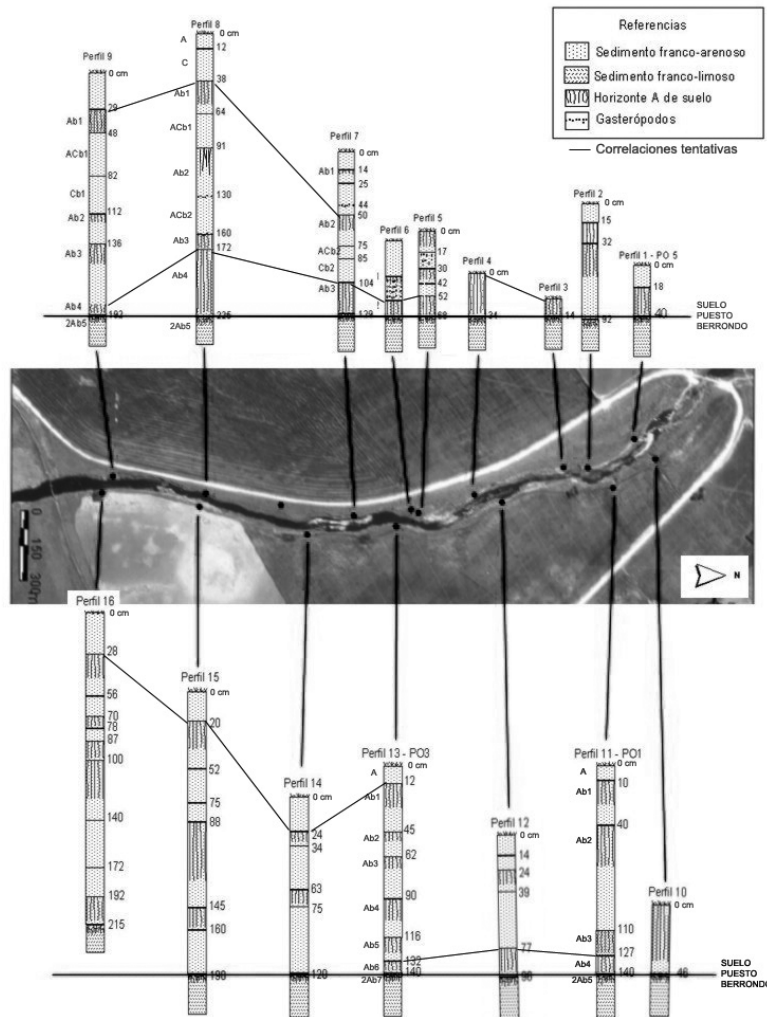 Referencias
Sedimento franco-arenoso
Sedimento franco-limoso
Horizonte A de suelo
Gasterópodos
Correlaciones tentativas
Perfil 9
0 cm
29
Ab1
48
ACb1
82
Cb1
112
Ab2
136
Ab3
Ab4
193
2Ab5
Perfil 8
0 cm
A
12
C
38
Ab1
64
ACb1
91
Ab2
130
ACb2
160
Ab3
172
Ab4
226
2Ab5
Perfil 7
0 cm
Ab1
14
25
44
50
Ab2
75
ACb2
85
Cb2
104
Ab3
139
Perfil 6
Perfil 5
0 cm
17
30
42
52
68
Perfil 4
0 cm
34
Perfil 3
0 cm
14
Perfil 2
0 cm
15
32
92
Perfil 1 - PO 5
0 cm
18
40
SUELO
PUESTO
BERRONDO
0 150 300m
N
Perfil 16
0 cm
28
56
70
78
87
100
140
172
192
215
Perfil 15
0 cm
20
52
75
88
145
160
190
Perfil 14
0 cm
24
34
63
75
120
Perfil 13 - PO3
0 cm
A
12
Ab1
45
Ab2
62
Ab3
90
Ab4
116
Ab5
132
Ab6
140
2Ab7
Perfil 12
0 cm
14
24
39
77
90
Perfil 11 - PO1
0 cm
A
10
Ab1
40
Ab2
110
Ab3
127
Ab4
140
2Ab5
Perfil 10
0 cm
46
SUELO
PUESTO
BERRONDO